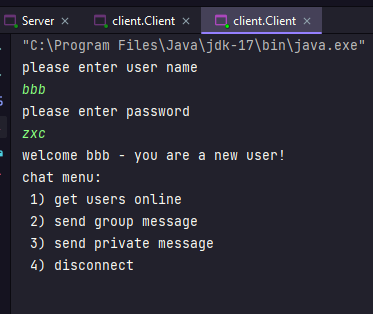 Server × client.Client × client.Client ×
"C:\Program Files\Java\jdk-17\bin\java.exe"
please enter user name
bbb
please enter password
zxc
welcome bbb - you are a new user!
chat menu:
1) get users online
2) send group message
3) send private message
4) disconnect